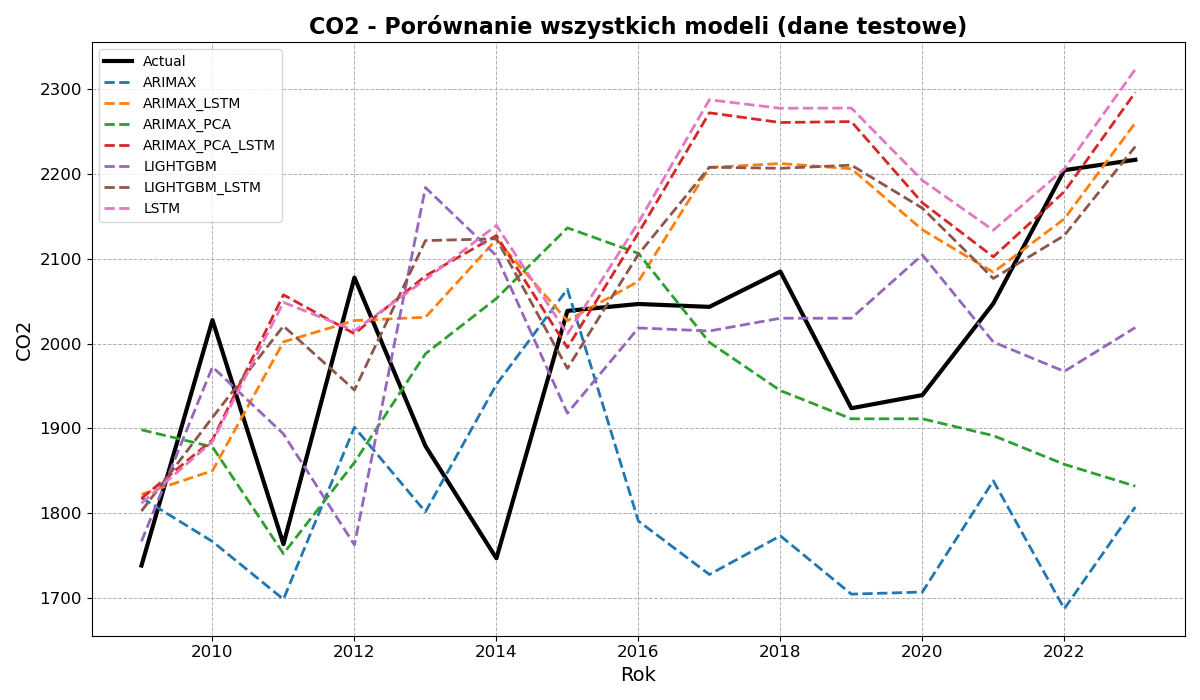 CO2 - Porównanie wszystkich modeli (dane testowe)
Actual
ARIMAX
ARIMAX_LSTM
ARIMAX_PCA
ARIMAX_PCA_LSTM
LIGHTGBM
LIGHTGBM_LSTM
LSTM
2300
2200
2100
2000
1900
1800
1700
CO2
2010 2012 2014 2016 2018 2020 2022
Rok